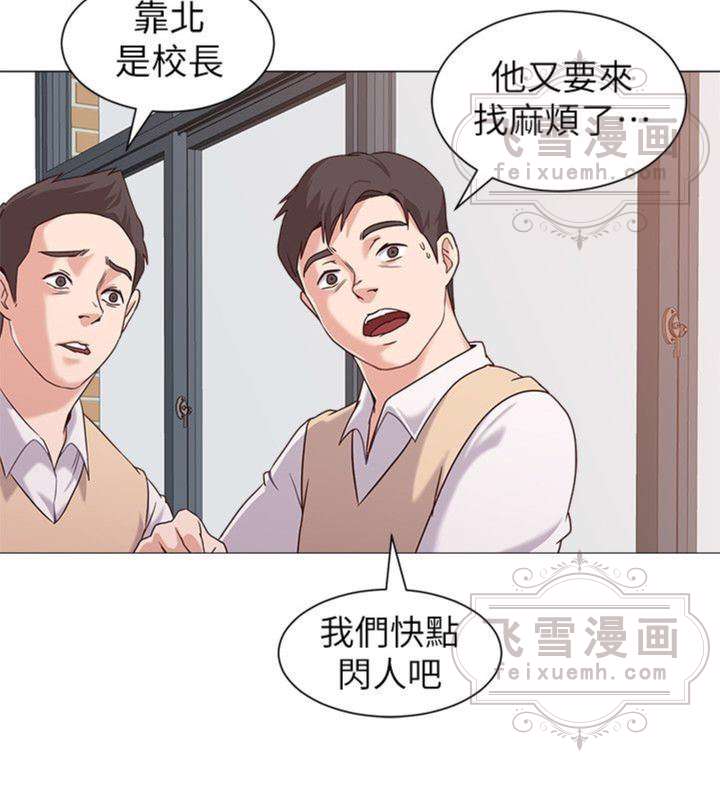 靠北
是校長
他又要來
找麻煩了…
飞雪漫画
feixuemh.com
我們快點
閃人吧
飞雪漫画
feixuemh.com